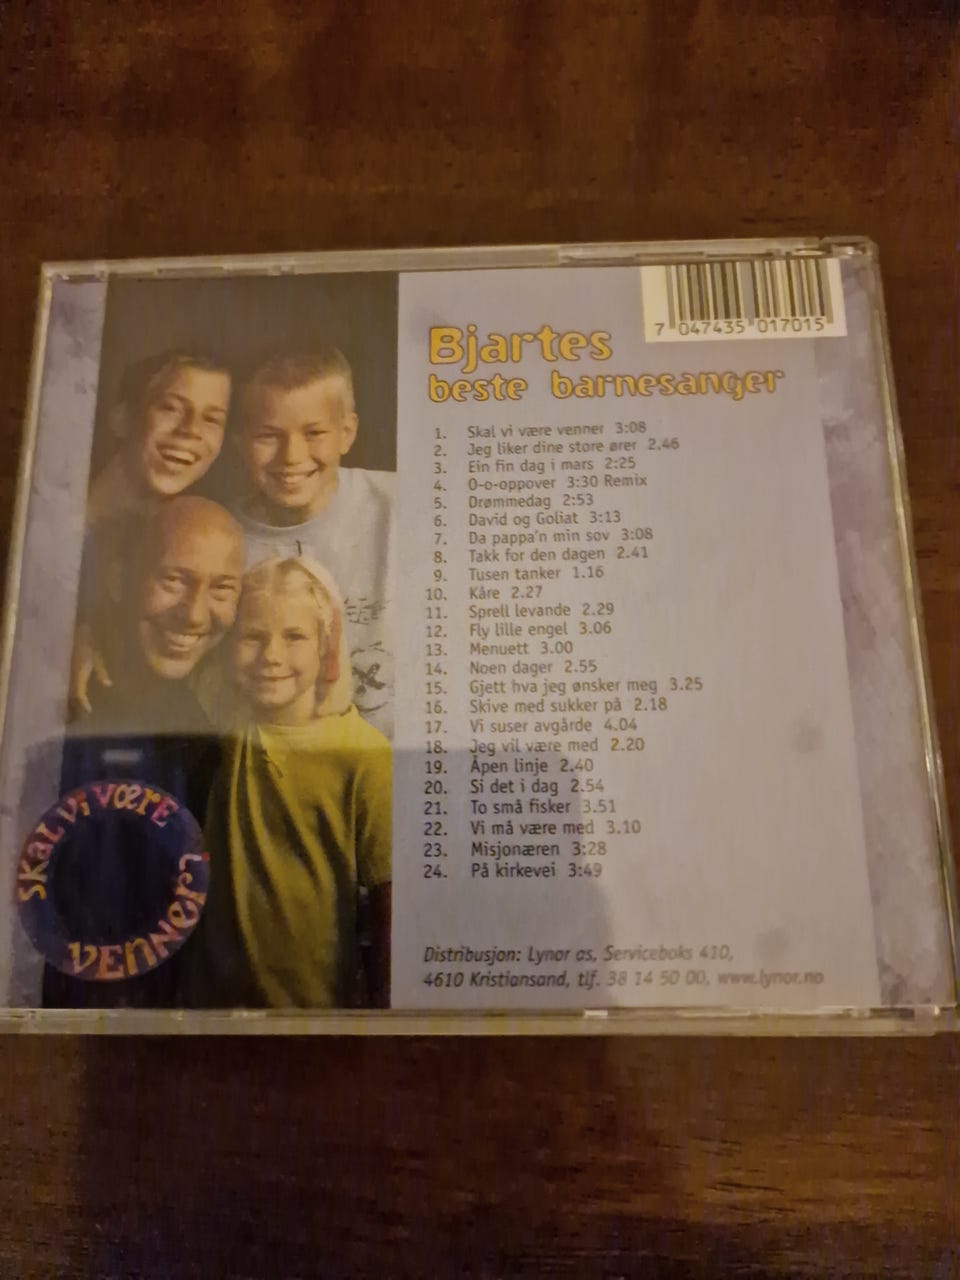 7 047435 017015
Bjartes
beste barnesanger
1. Skal vi være venner 3:08
2. Jeg liker dine store ører 2.46
3. Ein fin dag i mars 2:25
4. O-o-oppover 3:30 Remix
5. Drømmedag 2:53
6. David og Goliat 3:13
7. Da pappa'n min sov 3:08
8. Takk for den dagen 2.41
9. Tusen tanker 1.16
10. Kåre 2.27
11. Sprell levande 2.29
12. Fly lille engel 3.06
13. Menuett 3.00
14. Noen dager 2.55
15. Gjett hva jeg ønsker meg 3.25
16. Skive med sukker på 2.18
17. Vi suser avgårde 4.04
18. Jeg vil være med 2.20
19. Åpen linje 2.40
20. Si det i dag 2.54
21. To små fisker 3.51
22. Vi må være med 3.10
23. Misjonæren 3:28
24. På kirkevei 3:49
SKAL Vi VæRE
VENNER?
Distribusjon: Lynor as, Serviceboks 410,
4610 Kristiansand, tlf. 38 14 50 00, www.lynor.no